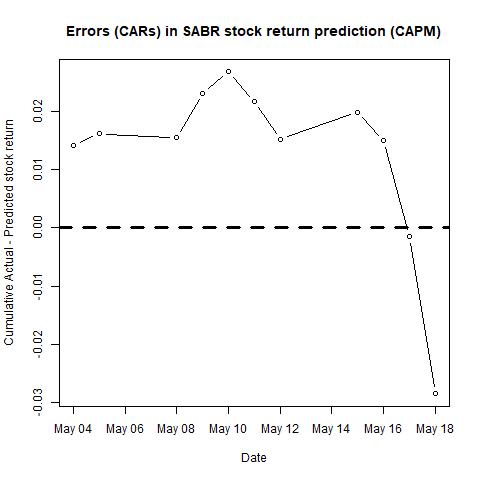 Errors (CARs) in SABR stock return prediction (CAPM)
Cumulative Actual - Predicted stock return
0.02
0.01
0.00
-0.01
-0.02
-0.03
May 04 May 06 May 08 May 10 May 12 May 14 May 16 May 18
Date